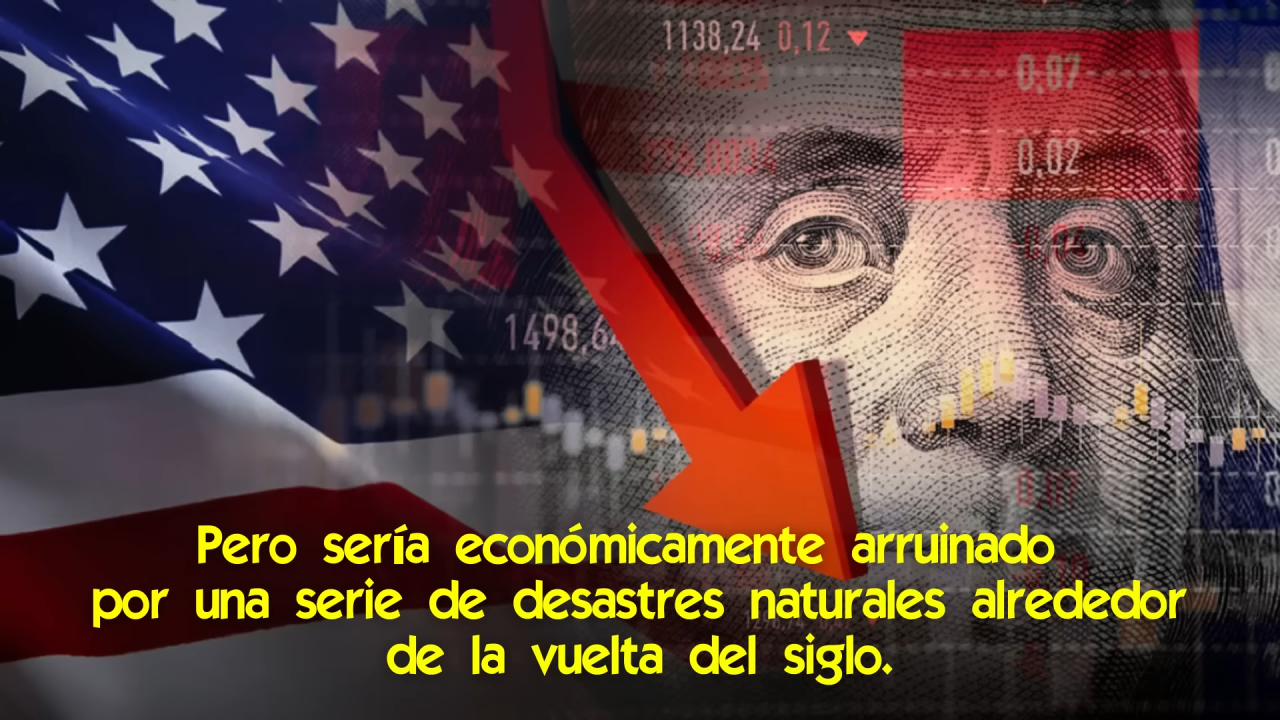 1138,24 0,12
0,07
0,02
1498,6
Pero sería económicamente arruinado
por una serie de desastres naturales alrededor
de la vuelta del siglo.